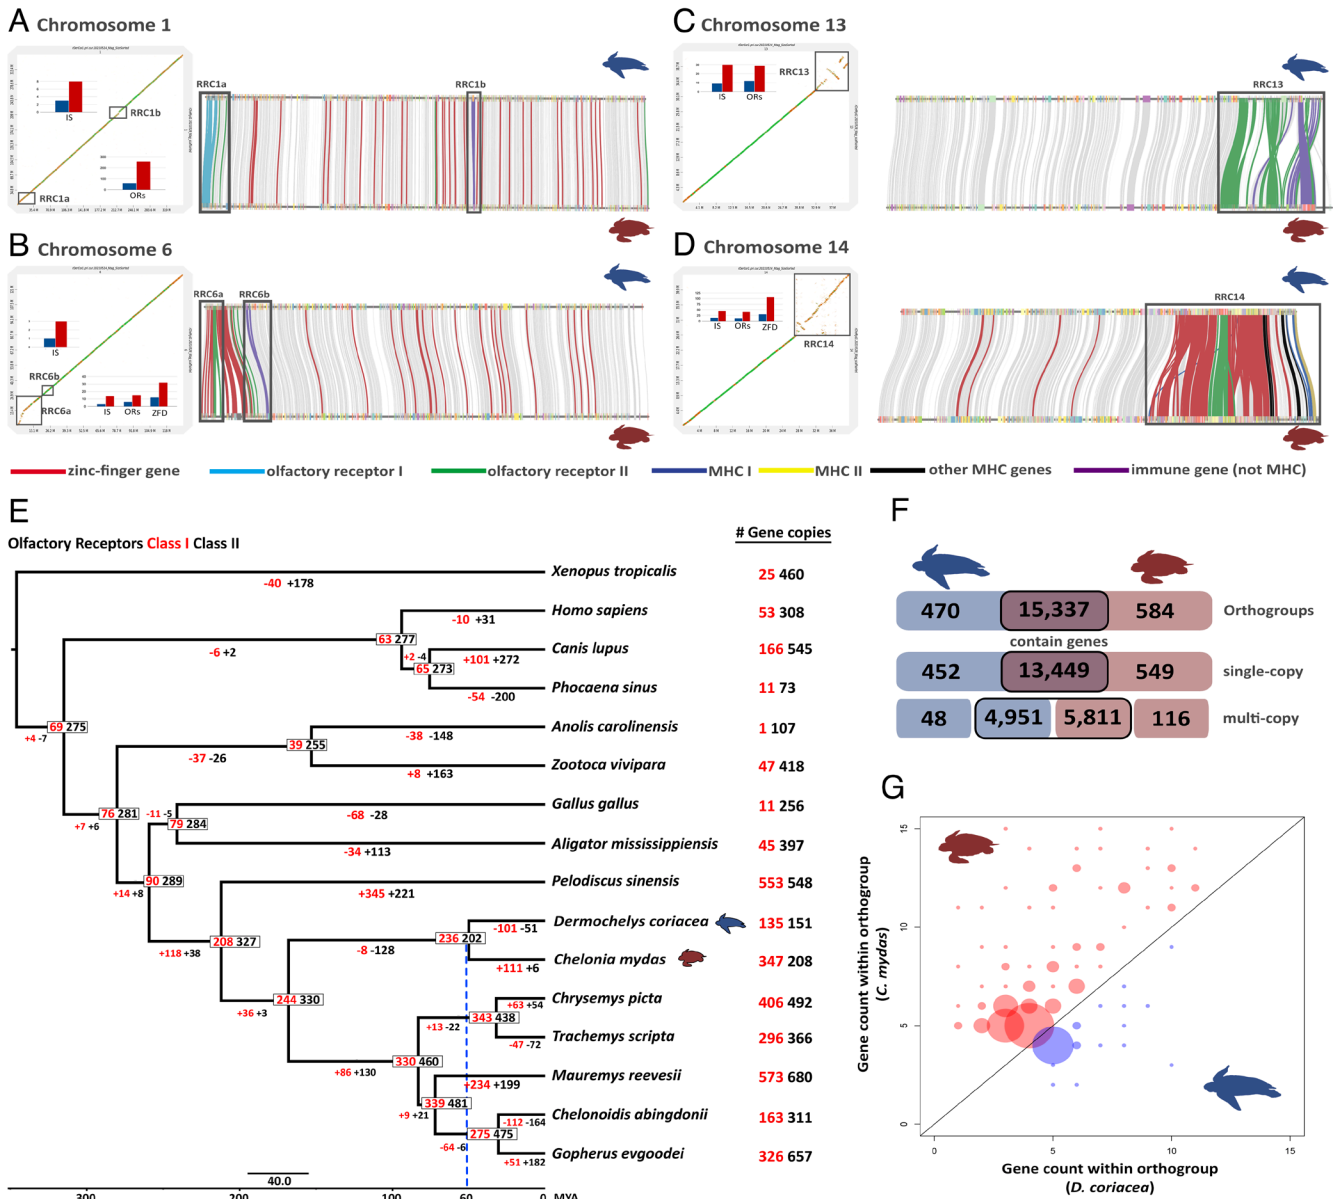 A Chromosome 1
RRC1b
IS
ORs
RRC1a
RRC1a
RRC1b
B Chromosome 6
IS
RRC6b
RRC6a
IS ORs ZFD
RRC6a RRC6b
C Chromosome 13
RRC13
IS ORs
RRC13
D Chromosome 14
IS ORs ZFD
RRC14
RRC14
zinc-finger gene olfactory receptor I olfactory receptor II MHC I MHC II other MHC genes immune gene (not MHC)
E
Olfactory Receptors Class I Class II
# Gene copies
-40 +178 Xenopus tropicalis 25 460
-10 +31 Homo sapiens 53 308
63 277
-6 +2
+2 -4
+101 +272 Canis lupus 166 545
65 273
-54 -200 Phocaena sinus 11 73
69 275
+4 -7
-38 -148 Anolis carolinensis 1 107
39 255
-37 -26
+8 +163 Zootoca vivipara 47 418
76 281
+7 +6
-11 -5
-68 -28 Gallus gallus 11 256
79 284
-34 +113 Aligator mississippiensis 45 397
90 289
+14 +8
+345 +221 Pelodiscus sinensis 553 548
-101 -51 Dermochelys coriacea 135 151
208 327
+118 +38
-8 -128
236 202
+111 +6 Chelonia mydas 347 208
244 330
+36 +3
+63 +54 Chrysemys picta 406 492
343 438
+13 -22
-47 -72 Trachemys scripta 296 366
330 460
+86 +130
+234 +199 Mauremys reevesii 573 680
339 481
+9 +21
-112 -164 Chelonoidis abingdonii 163 311
275 475
-64 -6
+51 +182 Gopherus evgoodei 326 657
40.0
300 200 100 60 0 MYA
F
470 15,337 584 Orthogroups
contain genes
452 13,449 549 single-copy
48 4,951 5,811 116 multi-copy
G
Gene count within orthogroup
(C. mydas)
15
10
5
0
0 5 10 15
Gene count within orthogroup
(D. coriacea)